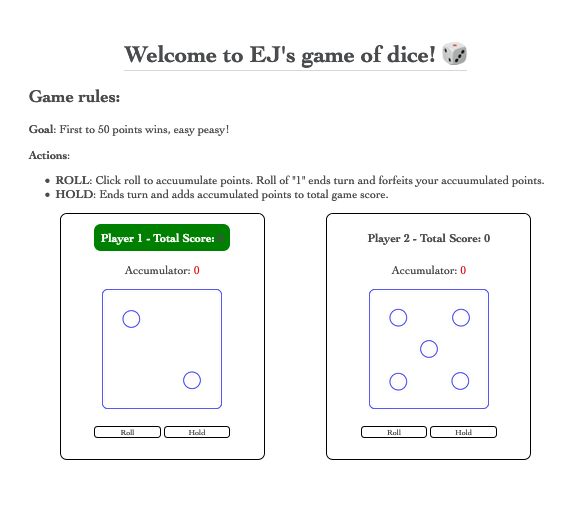 Welcome to EJ's game of dice! 🎲
Game rules:
Goal: First to 50 points wins, easy peasy!
Actions:
• ROLL: Click roll to accuumulate points. Roll of "1" ends turn and forfeits your accuumulated points.
• HOLD: Ends turn and adds accumulated points to total game score.
Player 1 - Total Score:
Accumulator: 0
Roll Hold
Player 2 - Total Score: 0
Accumulator: 0
Roll Hold